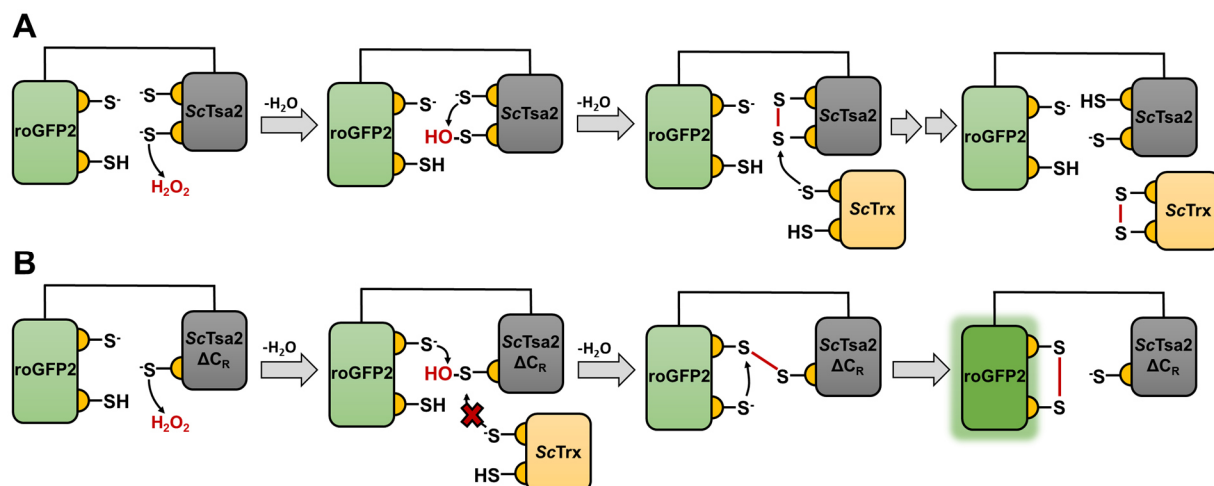 A
roGFP2
-S-
-S
-S
ScTsa2
H2O2
-H2O
roGFP2
S-
SH
-S
HO-S
ScTsa2
-H2O
roGFP2
S-
SH
S
S
ScTsa2
-S
HS
ScTrx
roGFP2
S-
SH
HS
-S
ScTsa2
S
S
ScTrx
B
roGFP2
S-
SH
-S
ScTsa2
ΔCR
H2O2
-H2O
roGFP2
S-
SH
HO-S
ScTsa2
ΔCR
-S
HS
ScTrx
-H2O
roGFP2
S
S-
S
ScTsa2
ΔCR
roGFP2
S
S
-S
ScTsa2
ΔCR